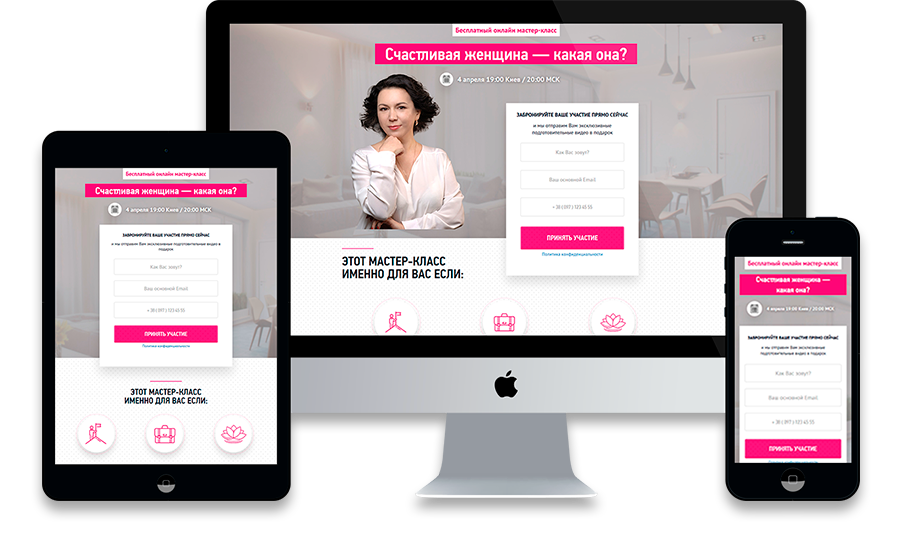 Бесплатный онлайн мастер-класс
Счастливая женщина — какая она?
4 апреля 19:00 Киев / 20:00 МСК
ЗАБРОНИРУЙТЕ ВАШЕ УЧАСТИЕ ПРЯМО СЕЙЧАС
и мы отправим Вам эксклюзивные
подготовительные видео в подарок
Как Вас зовут?
Ваш основной Email
+38 (097) 123 45 55
ПРИНЯТЬ УЧАСТИЕ
Политика конфиденциальности
ЭТОТ МАСТЕР-КЛАСС
ИМЕННО ДЛЯ ВАС ЕСЛИ:
Бесплатный онлайн мастер-класс
Счастливая женщина — какая она?
4 апреля 19:00 Киев / 20:00 МСК
ЗАБРОНИРУЙТЕ ВАШЕ УЧАСТИЕ ПРЯМО СЕЙЧАС
и мы отправим Вам эксклюзивные подготовительные видео в
подарок
Как Вас зовут?
Ваш основной Email
+38 (097) 123 45 55
ПРИНЯТЬ УЧАСТИЕ
Политика конфиденциальности
ЭТОТ МАСТЕР-КЛАСС
ИМЕННО ДЛЯ ВАС ЕСЛИ:
Бесплатный онлайн мастер-класс
Счастливая женщина —
какая она?
4 апреля 19:00 Киев / 20:00 МСК
ЗАБРОНИРУЙТЕ ВАШЕ УЧАСТИЕ ПРЯМО СЕЙЧАС
и мы отправим Вам эксклюзивные
подготовительные видео в подарок
Как Вас зовут?
Ваш основной Email
+38 (097) 123 45 55
ПРИНЯТЬ УЧАСТИЕ